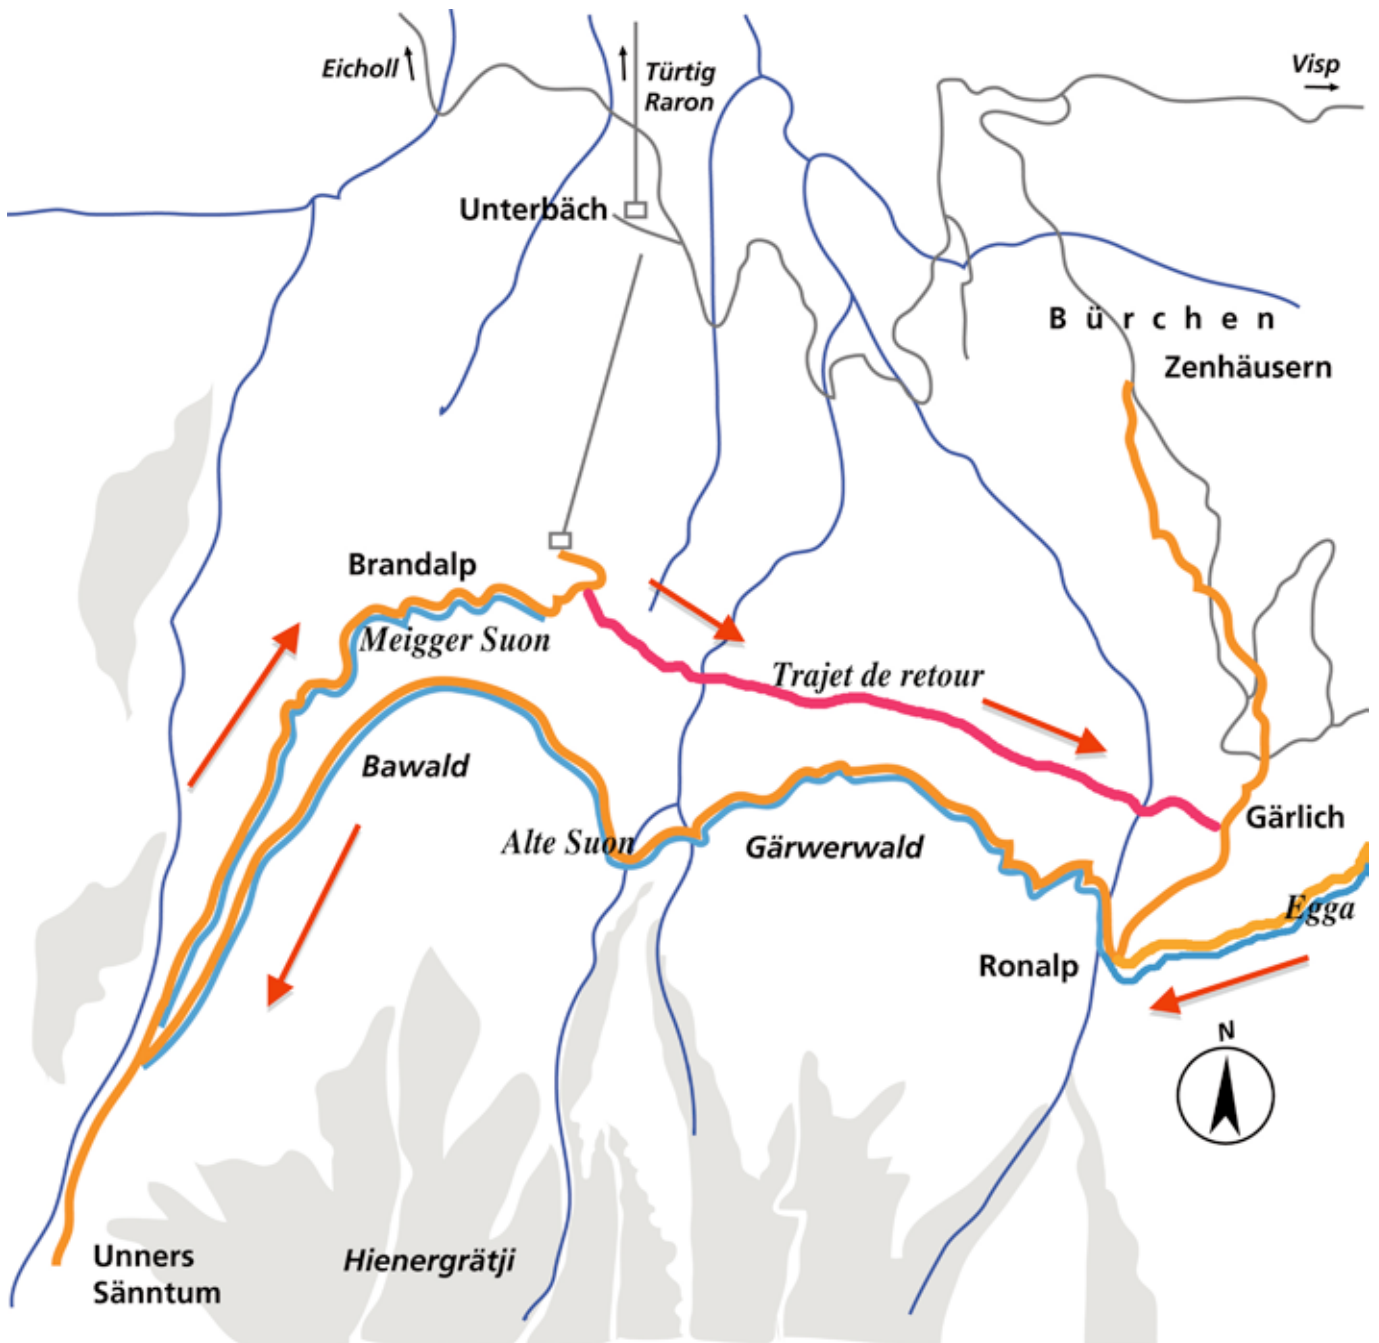 Eicholl
Türtig
Raron
Visp
Unterbäch
Bürchen
Zenhäusern
Brandalp
Meigger Suon
Trajet de retour
Bawald
Alte Suon
Gärwerwald
Gärlich
Egga
Ronalp
N
Unners
Sänntum
Hienergrätji